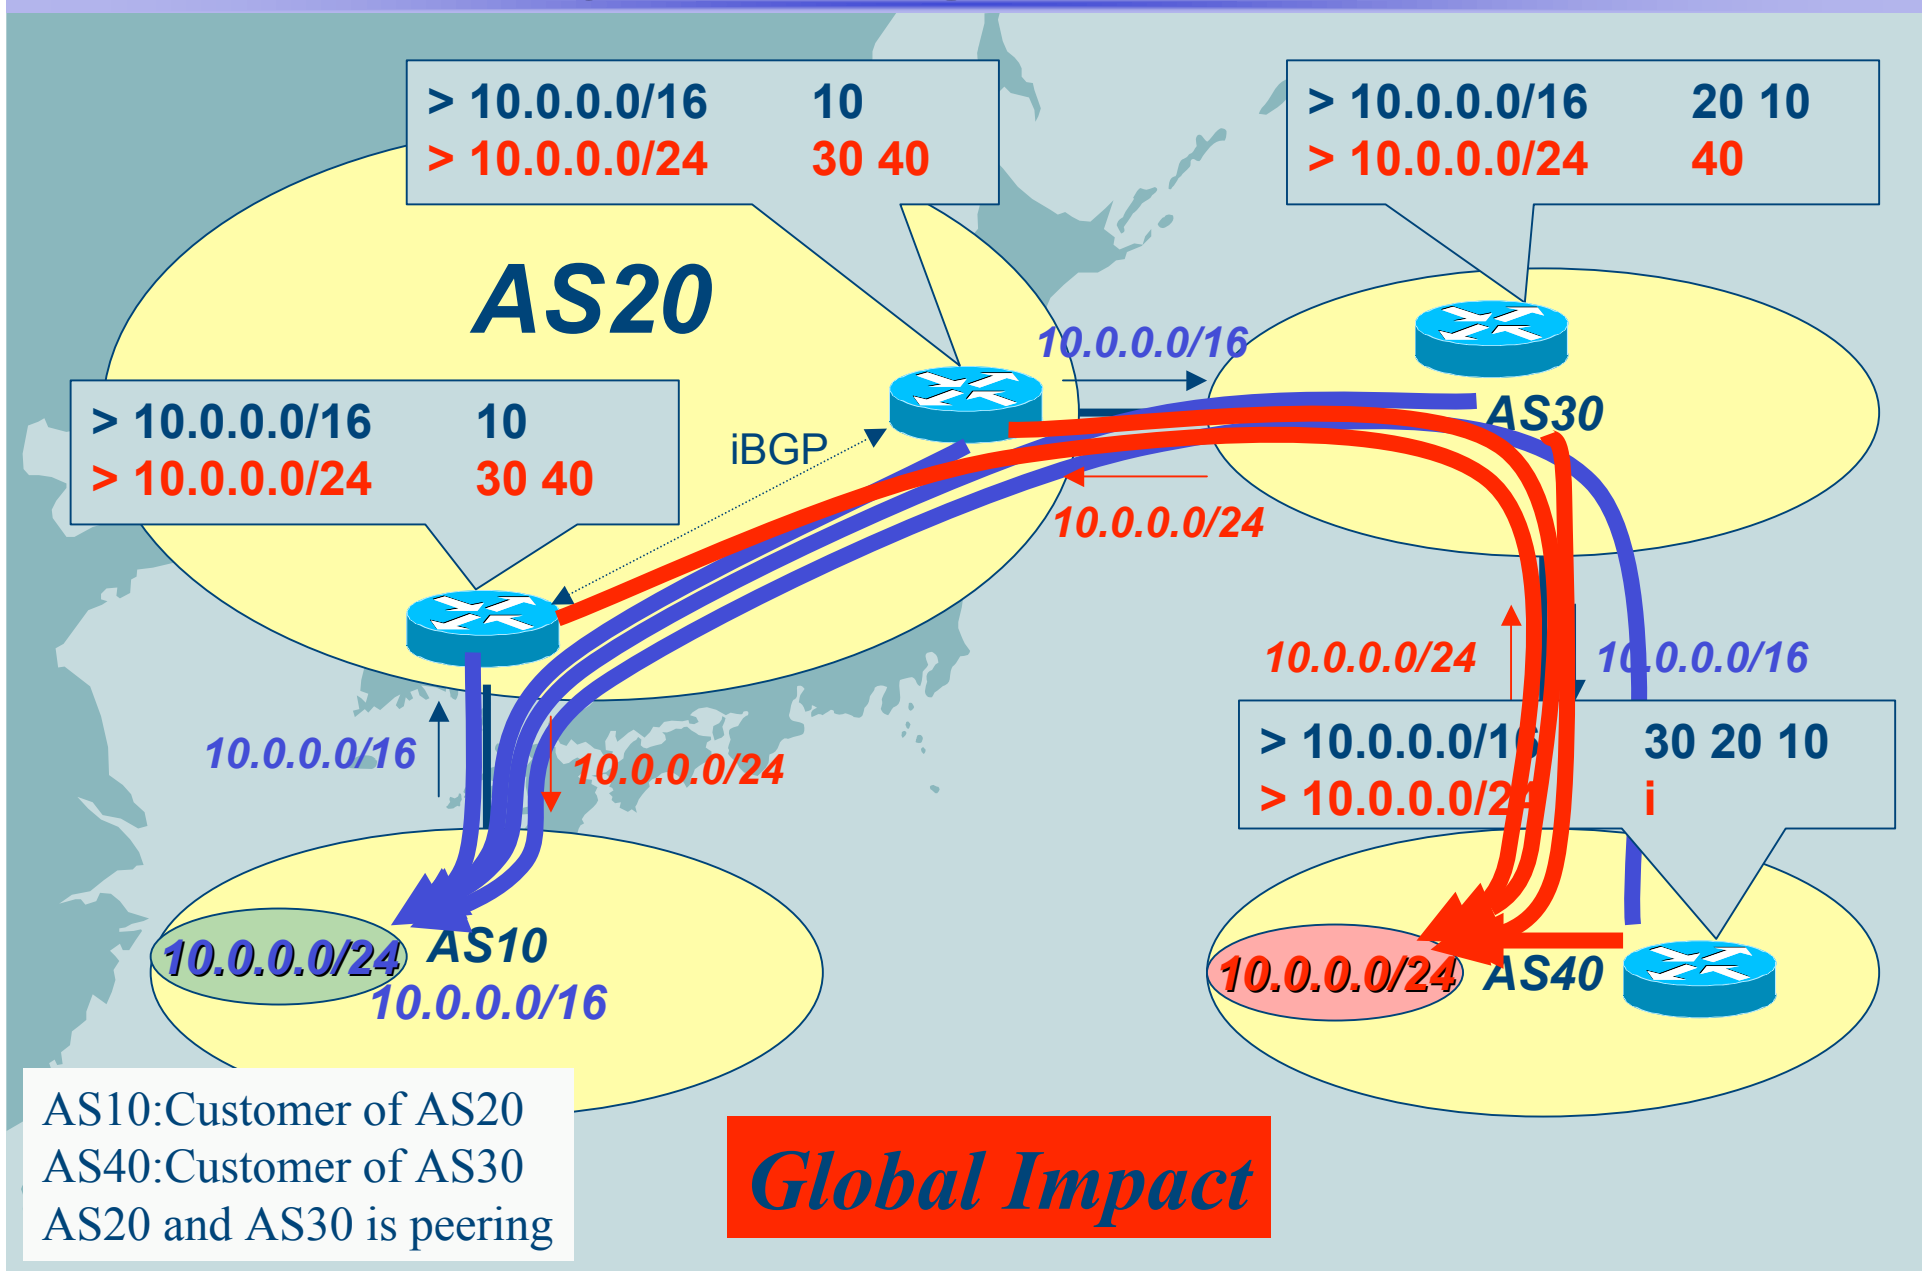 > 10.0.0.0/16 10
> 10.0.0.0/24 30 40
> 10.0.0.0/16 20 10
> 10.0.0.0/24 40
AS20
10.0.0.0/16
> 10.0.0.0/16 10
> 10.0.0.0/24 30 40
iBGP
AS30
10.0.0.0/24
10.0.0.0/24
10.0.0.0/16
10.0.0.0/16
10.0.0.0/24
> 10.0.0.0/16 30 20 10
> 10.0.0.0/24 i
10.0.0.0/24
AS10
10.0.0.0/16
10.0.0.0/24
AS40
AS10:Customer of AS20
AS40:Customer of AS30
AS20 and AS30 is peering
Global Impact